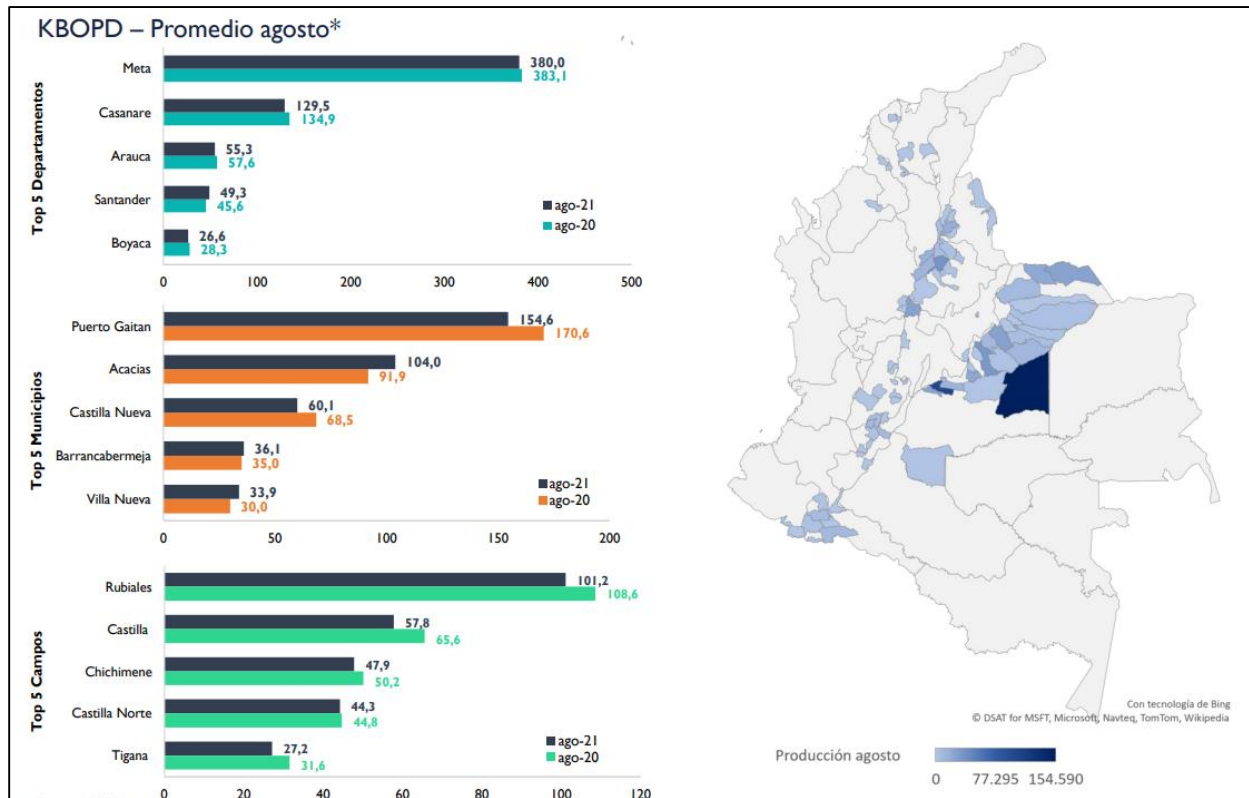 KBOPD – Promedio agosto*
Top 5 Departamentos
Meta
380,0
383,1
Casanare
129,5
134,9
Arauca
55,3
57,6
Santander
49,3
45,6
Boyaca
26,6
28,3
ago-21
ago-20
0 100 200 300 400 500
Top 5 Municipios
Puerto Gaitan
154,6
170,6
Acacias
104,0
91,9
Castilla Nueva
60,1
68,5
Barrancabermeja
36,1
35,0
Villa Nueva
33,9
30,0
ago-21
ago-20
0 50 100 150 200
Top 5 Campos
Rubiales
101,2
108,6
Castilla
57,8
65,6
Chichimene
47,9
50,2
Castilla Norte
44,3
44,8
Tigana
27,2
31,6
ago-21
ago-20
0 20 40 60 80 100 120
Con tecnología de Bing
© DSAT for MSFT, Microsoft, Navteq, TomTom, Wikipedia
Producción agosto
0 77.295 154.590